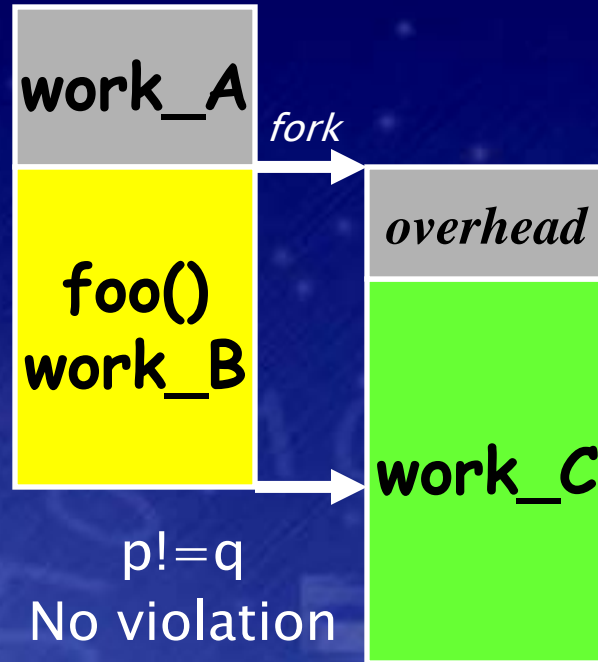 work_A
fork
overhead
foo()
work_B
work_C
p!=q
No violation